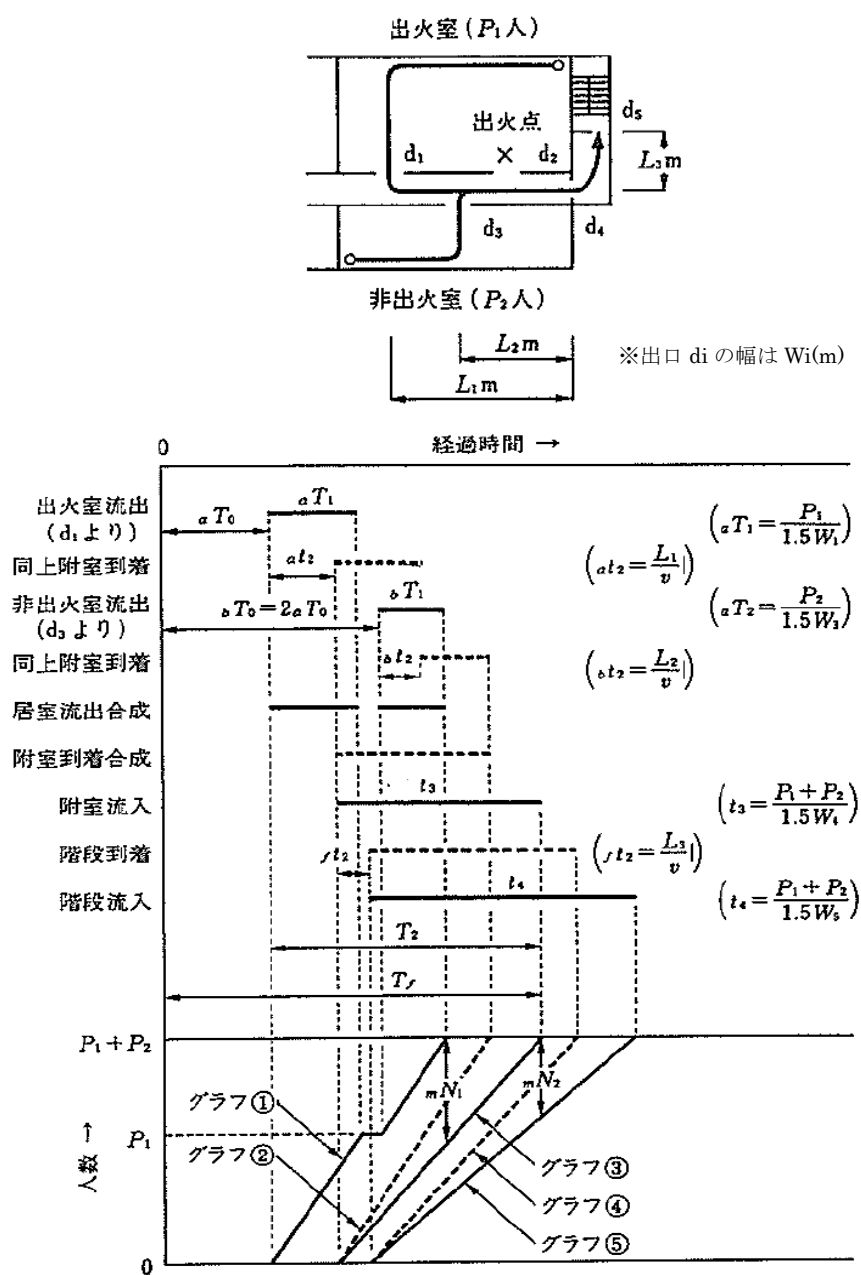 出火室 (P₁人)
出火点
d₁
×
d₂
d₅
L₃m
d₃
d₄
非出火室 (P₂人)
L₂m
※出口 di の幅は Wi(m)
L₁m
0
経過時間 →
出火室流出
(d₁より)
aT₀
aT₁
(aT₁=P₁/1.5W₁)
同上附室到着
at₂
(at₂=L₁/v|)
非出火室流出
(d₃より)
bT₀=2aT₀
bT₁
(aT₂=P₂/1.5W₃)
同上附室到着
bt₂
(bt₂=L₂/v|)
居室流出合成
附室到着合成
附室流入
t₃
(t₃=P₁+P₂/1.5W₄)
階段到着
ft₂
(ft₂=L₃/v|)
階段流入
t₄
(t₄=P₁+P₂/1.5W₅)
T₂
Tf
P₁+P₂
グラフ①
mN₁
mN₂
P₁
グラフ②
グラフ③
人数 →
グラフ④
グラフ⑤
0